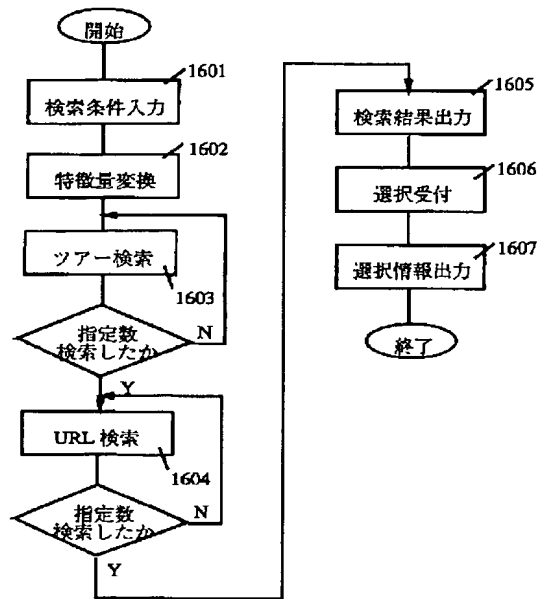 開始
1601
検索条件入力
1602
特徴量変換
ツアー検索
1603
指定数
検索したか
N
Y
URL 検索
1604
指定数
検索したか
N
Y
1605
検索結果出力
1606
選択受付
1607
選択情報出力
終了